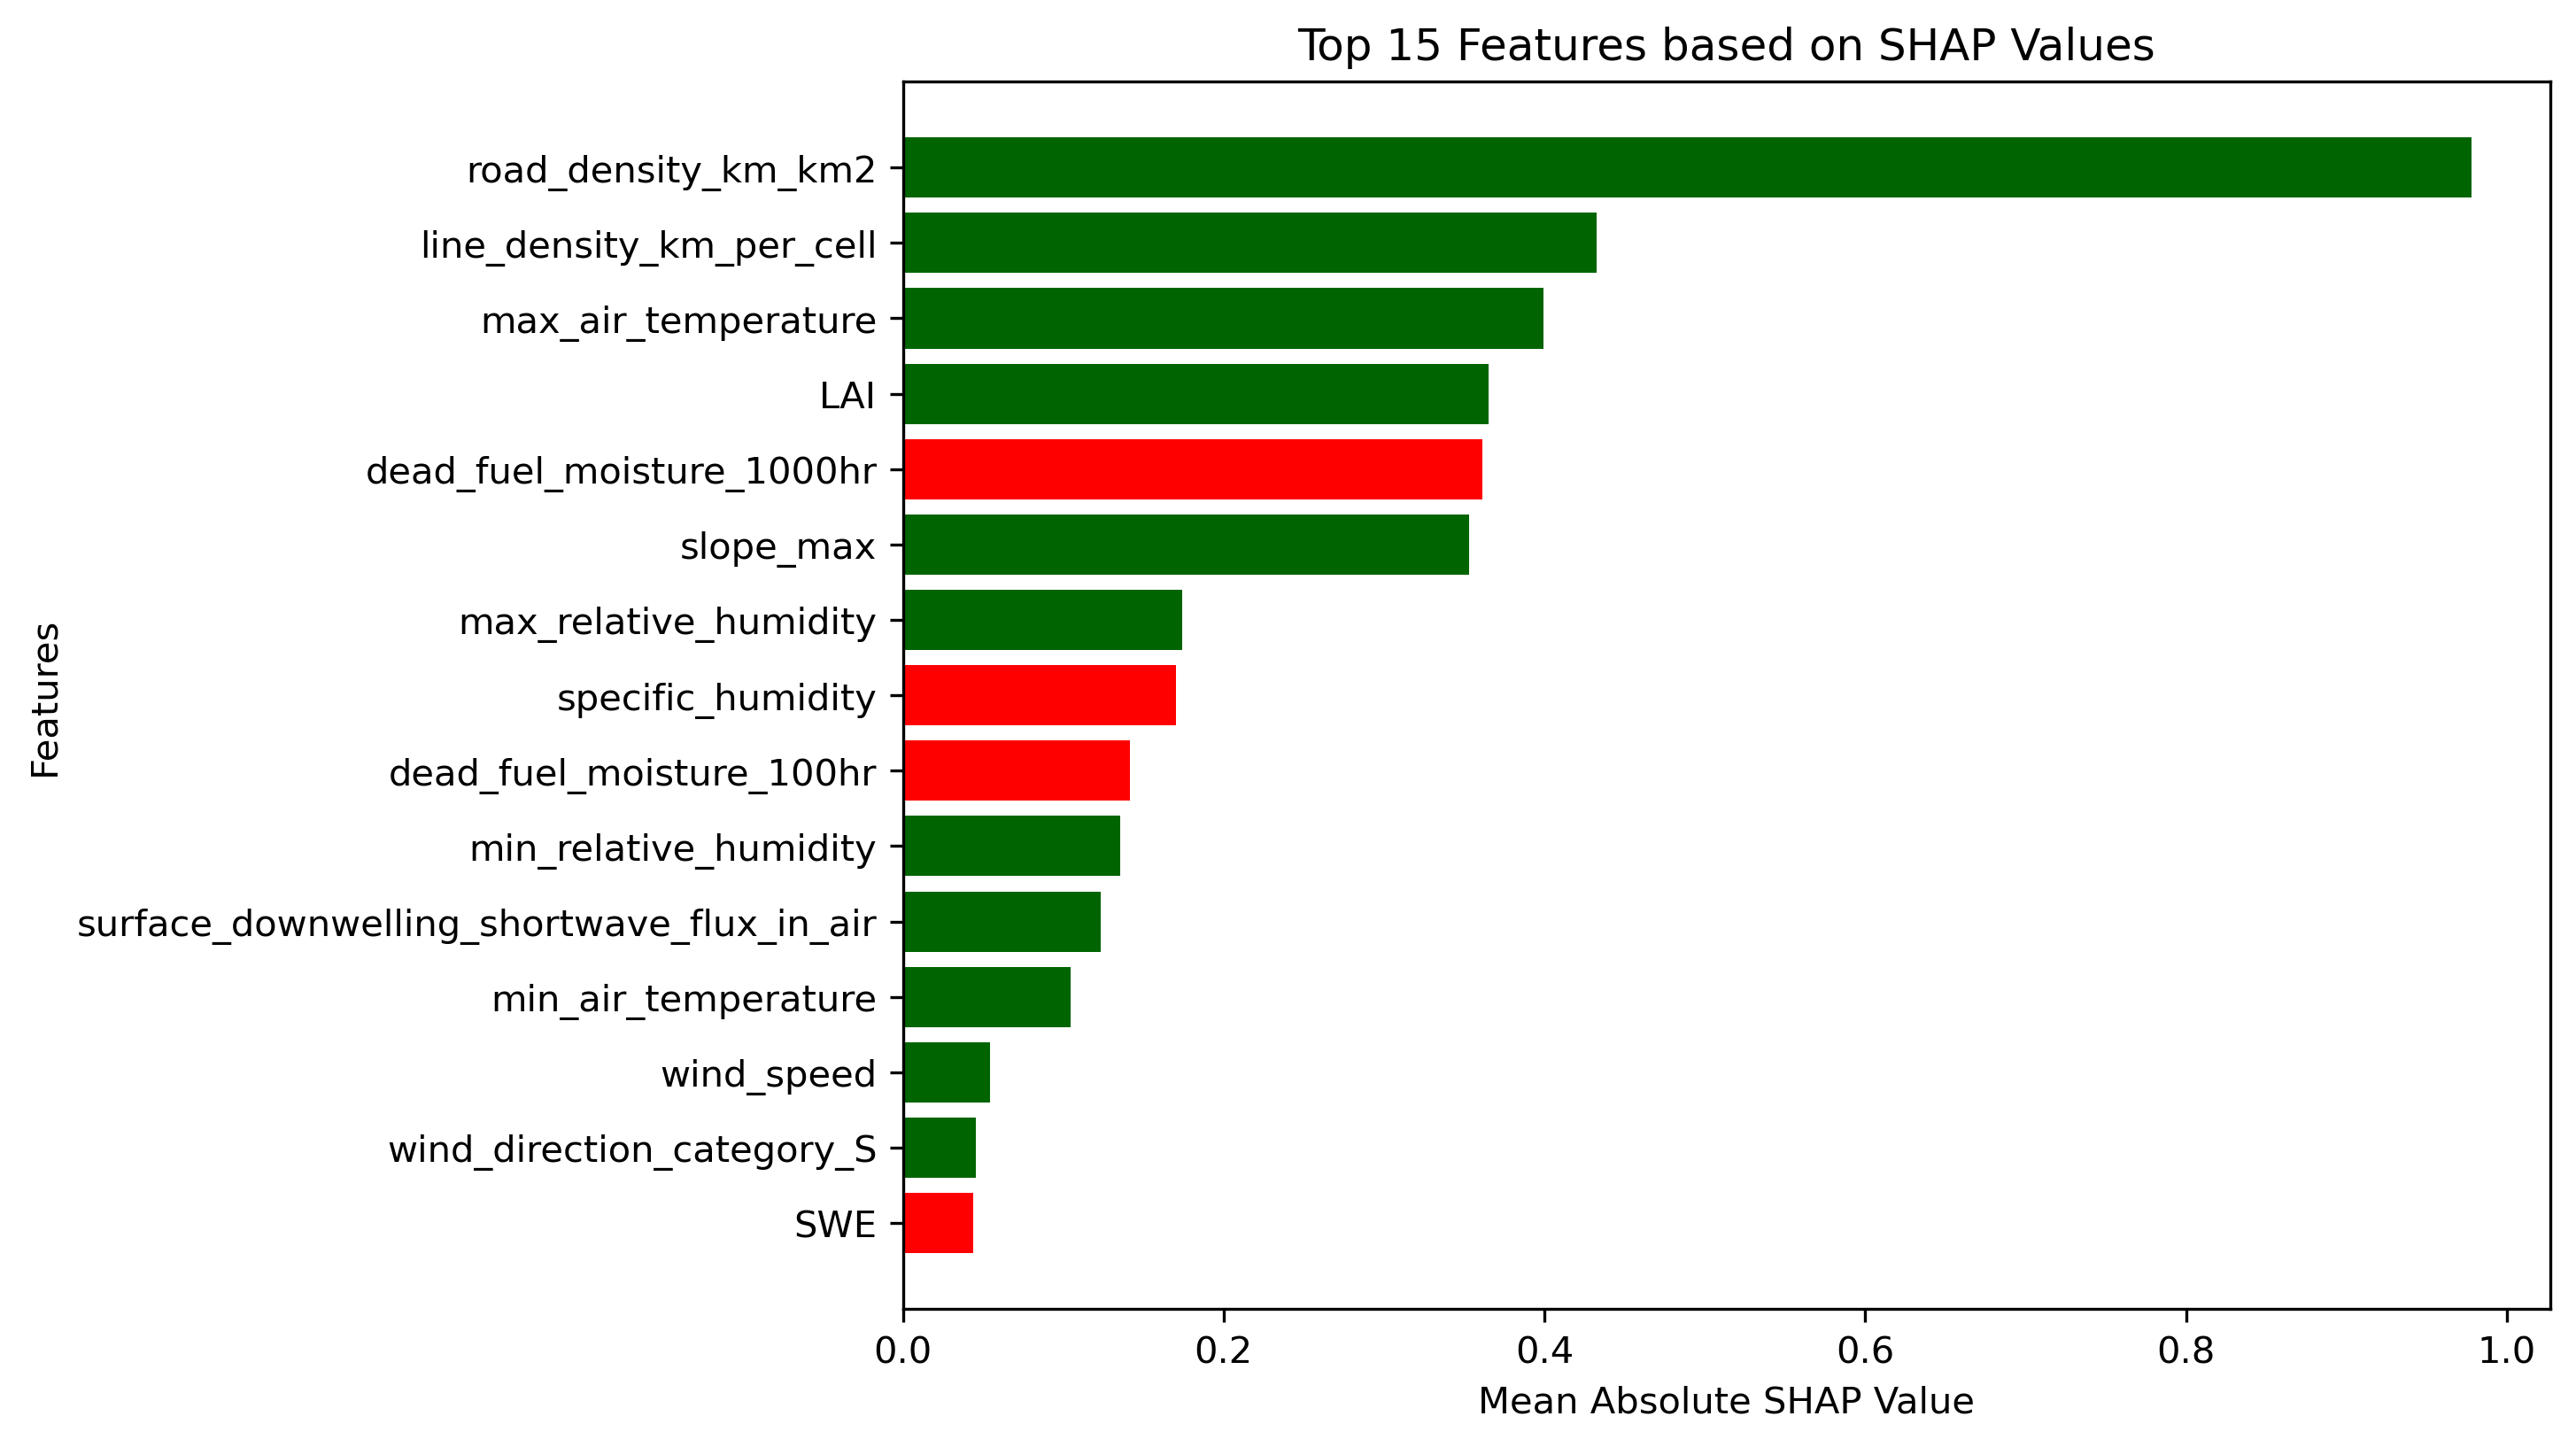 Top 15 Features based on SHAP Values
Features
road_density_km_km2
line_density_km_per_cell
max_air_temperature
LAI
dead_fuel_moisture_1000hr
slope_max
max_relative_humidity
specific_humidity
dead_fuel_moisture_100hr
min_relative_humidity
surface_downwelling_shortwave_flux_in_air
min_air_temperature
wind_speed
wind_direction_category_S
SWE
0.0 0.2 0.4 0.6 0.8 1.0
Mean Absolute SHAP Value